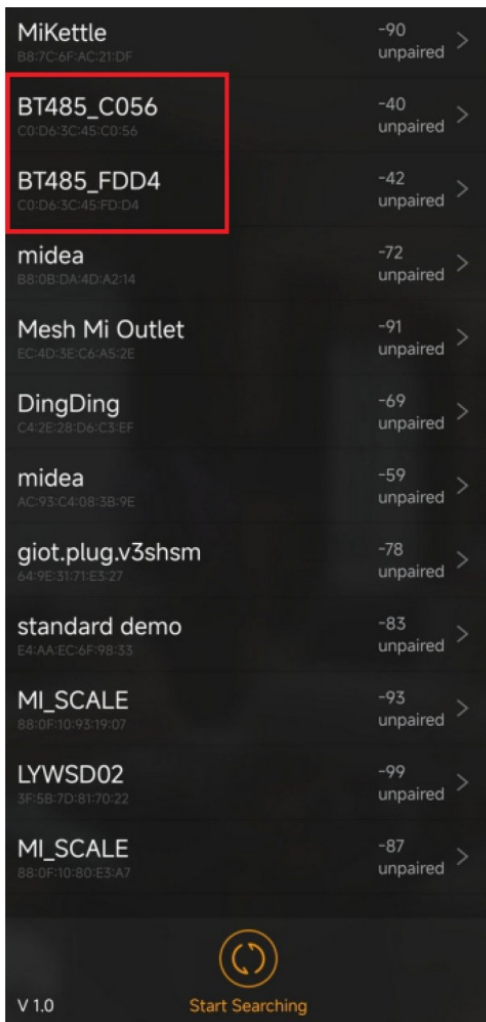 MiKettle
-90
B8:7C:6F:AC:21:DF
unpaired
BT485_C056
-40
C0:D6:3C:45:C0:56
unpaired
BT485_FDD4
-42
C0:D6:3C:45:FD:D4
unpaired
midea
-72
B8:0B:DA:4D:A2:14
unpaired
Mesh Mi Outlet
-91
EC:4D:3E:C6:A5:2E
unpaired
DingDing
-69
C4:2E:28:D6:C3:EF
unpaired
midea
-59
AC:93:C4:08:3B:9E
unpaired
giot.plug.v3shsm
-78
64:9E:31:71:E3:27
unpaired
standard demo
-83
E4:AA:EC:6F:98:33
unpaired
MI_SCALE
-93
88:0F:10:93:19:07
unpaired
LYWSD02
-99
3F:5B:7D:81:70:22
unpaired
MI_SCALE
-87
88:0F:10:80:E3:A7
unpaired
V 1.0
Start Searching